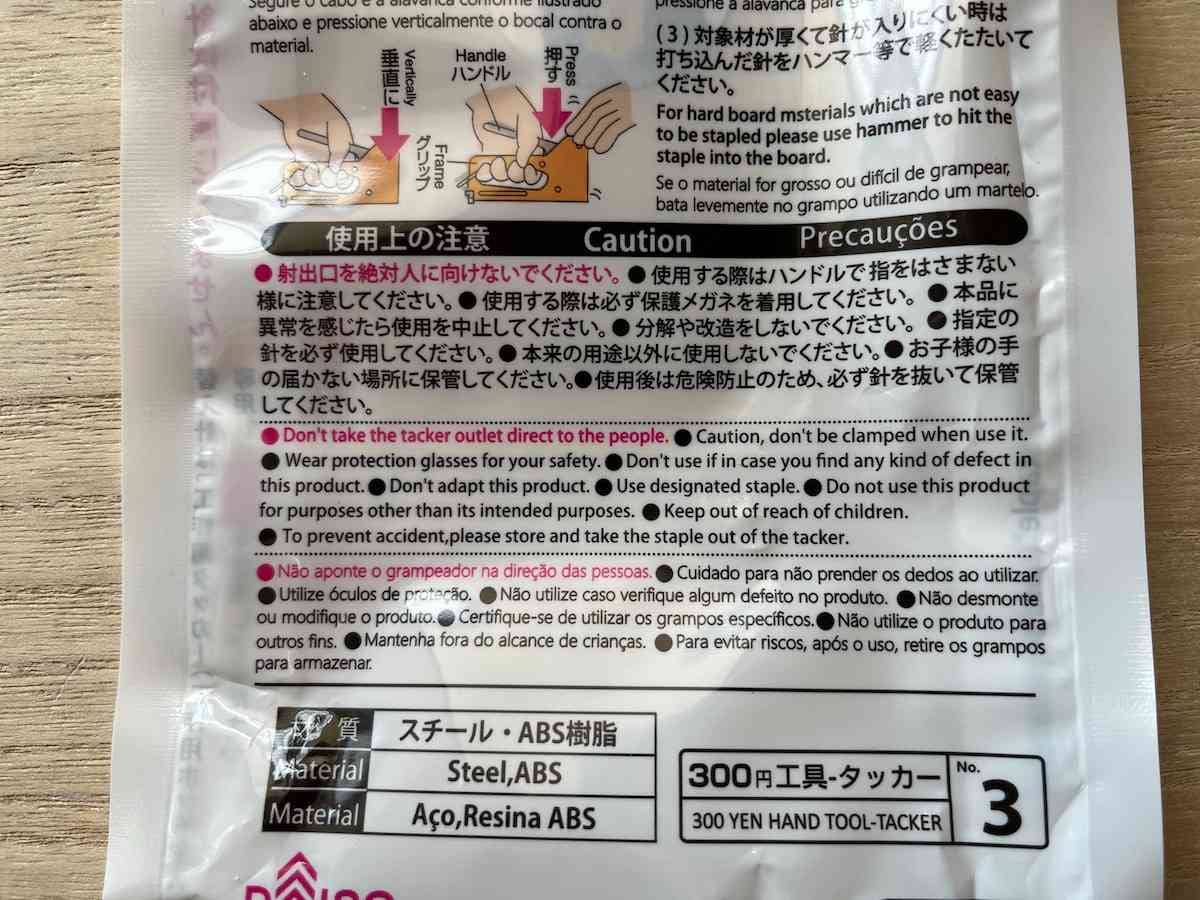 Segure o cabo e a alavanca conforme ilustrado
abaixo e pressione verticalmente o bocal contra o
material.
Vertically
垂直に
Handle
ハンドル
Press
押す
Frame
グリップ
pressione a alavanca para
(3)対象材が厚くて針が入りにくい時は
打ち込んだ針をハンマー等で軽くたたいて
ください。
For hard board msterials which are not easy
to be stapled please use hammer to hit the
staple into the board.
Se o material for grosso ou difícil de grampear,
bata levemente no grampo utilizando um martelo.
使用上の注意 Caution Precauções
●射出口を絶対人に向けないでください。●使用する際はハンドルで指をはさまない
様に注意してください。●使用する際は必ず保護メガネを着用してください。●本品に
異常を感じたら使用を中止してください。●分解や改造をしないでください。●指定の
針を必ず使用してください。●本来の用途以外に使用しないでください。●お子様の手
の届かない場所に保管してください。●使用後は危険防止のため、必ず針を抜いて保管
してください。
●Don't take the tacker outlet direct to the people. ●Caution, don't be clamped when use it.
●Wear protection glasses for your safety. ●Don't use if in case you find any kind of defect in
this product. ●Don't adapt this product. ●Use designated staple. ●Do not use this product
for purposes other than its intended purposes. ●Keep out of reach of children.
●To prevent accident,please store and take the staple out of the tacker.
●Não aponte o grampeador na direção das pessoas. ●Cuidado para não prender os dedos ao utilizar.
●Utilize óculos de proteção. ●Não utilize caso verifique algum defeito no produto. ●Não desmonte
ou modifique o produto. ●Certifique-se de utilizar os grampos específicos. ●Não utilize o produto para
outros fins. ●Mantenha fora do alcance de crianças. ●Para evitar riscos, após o uso, retire os grampos
para armazenar.
材質 スチール・ABS樹脂
Material Steel,ABS
Material Aço,Resina ABS
300円工具-タッカー
300 YEN HAND TOOL-TACKER
No.
3